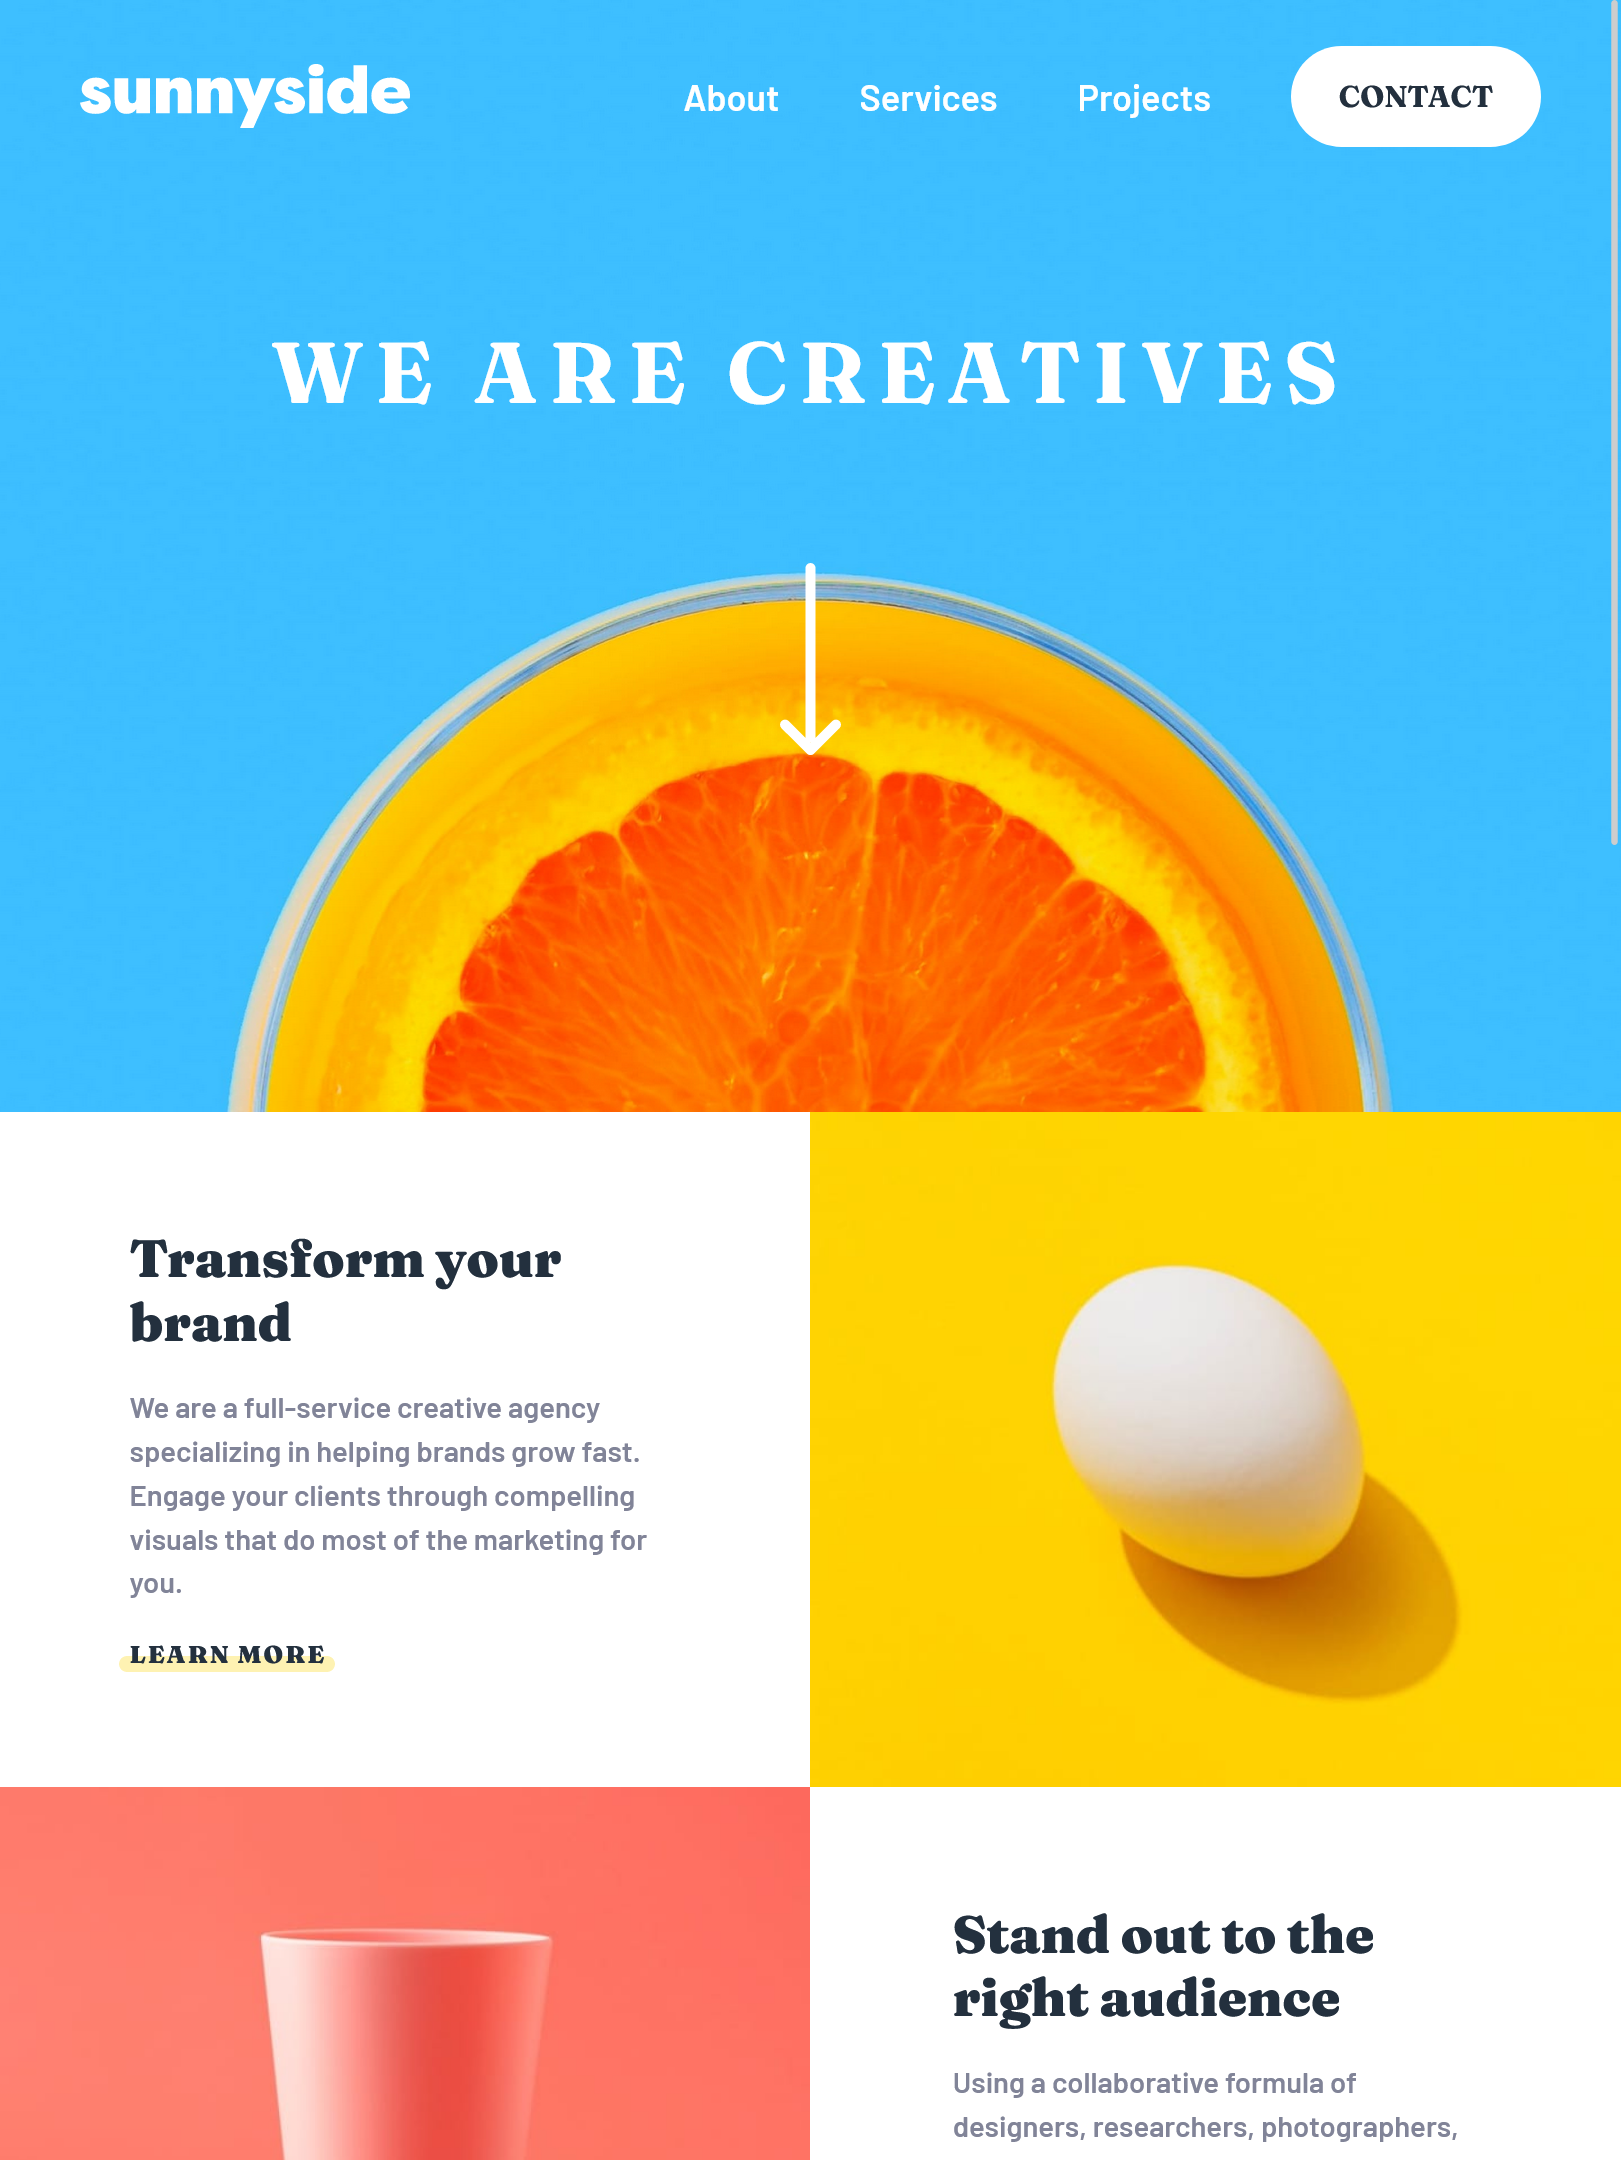 sunnyside
About
Services
Projects
CONTACT
WE ARE CREATIVES
Transform your
brand
We are a full-service creative agency
specializing in helping brands grow fast.
Engage your clients through compelling
visuals that do most of the marketing for
you.
LEARN MORE
Stand out to the
right audience
Using a collaborative formula of
designers, researchers, photographers,